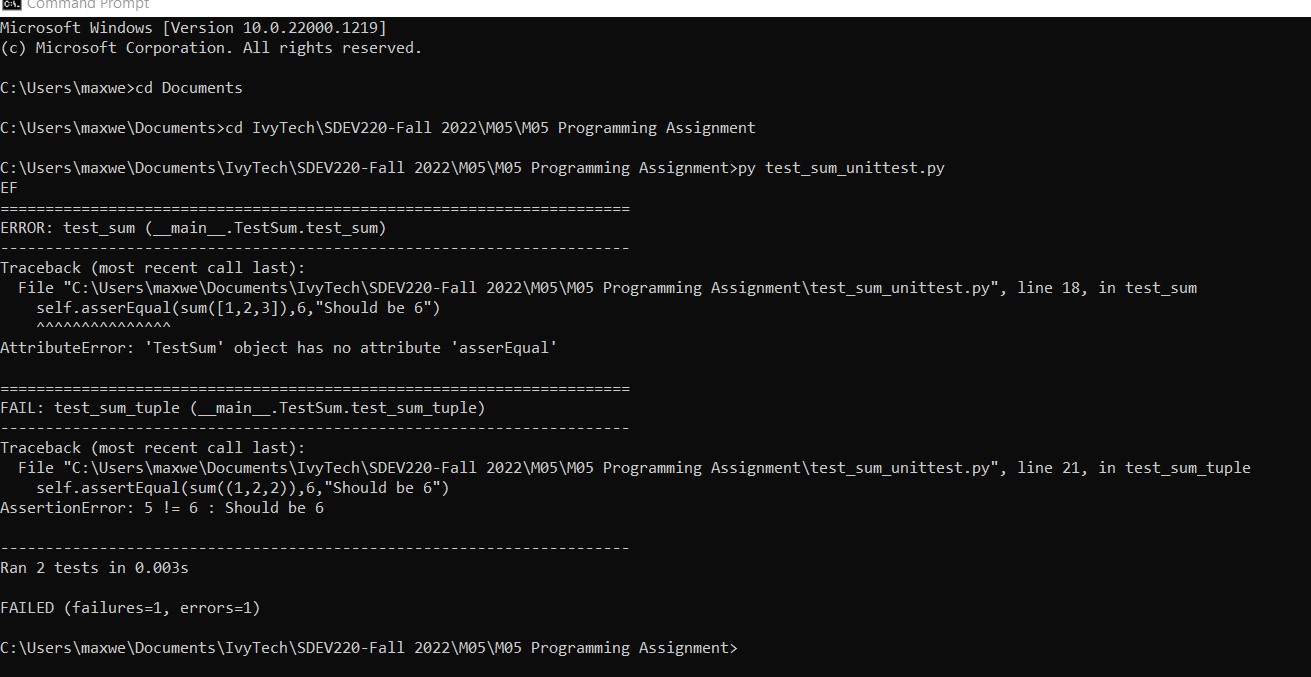 Command Prompt
Microsoft Windows [Version 10.0.22000.1219]
(c) Microsoft Corporation. All rights reserved.
C:\Users\maxwe>cd Documents
C:\Users\maxwe\Documents>cd IvyTech\SDEV220-Fall 2022\M05\M05 Programming Assignment
C:\Users\maxwe\Documents\IvyTech\SDEV220-Fall 2022\M05\M05 Programming Assignment>py test_sum_unittest.py
EF
======================================================================
ERROR: test_sum (__main__.TestSum.test_sum)
----------------------------------------------------------------------
Traceback (most recent call last):
  File "C:\Users\maxwe\Documents\IvyTech\SDEV220-Fall 2022\M05\M05 Programming Assignment\test_sum_unittest.py", line 18, in test_sum
    self.asserEqual(sum([1,2,3]),6,"Should be 6")
    ^^^^^^^^^^^^^^^
AttributeError: 'TestSum' object has no attribute 'asserEqual'
======================================================================
FAIL: test_sum_tuple (__main__.TestSum.test_sum_tuple)
----------------------------------------------------------------------
Traceback (most recent call last):
  File "C:\Users\maxwe\Documents\IvyTech\SDEV220-Fall 2022\M05\M05 Programming Assignment\test_sum_unittest.py", line 21, in test_sum_tuple
    self.assertEqual(sum((1,2,2)),6,"Should be 6")
AssertionError: 5 != 6 : Should be 6
----------------------------------------------------------------------
Ran 2 tests in 0.003s
FAILED (failures=1, errors=1)
C:\Users\maxwe\Documents\IvyTech\SDEV220-Fall 2022\M05\M05 Programming Assignment>